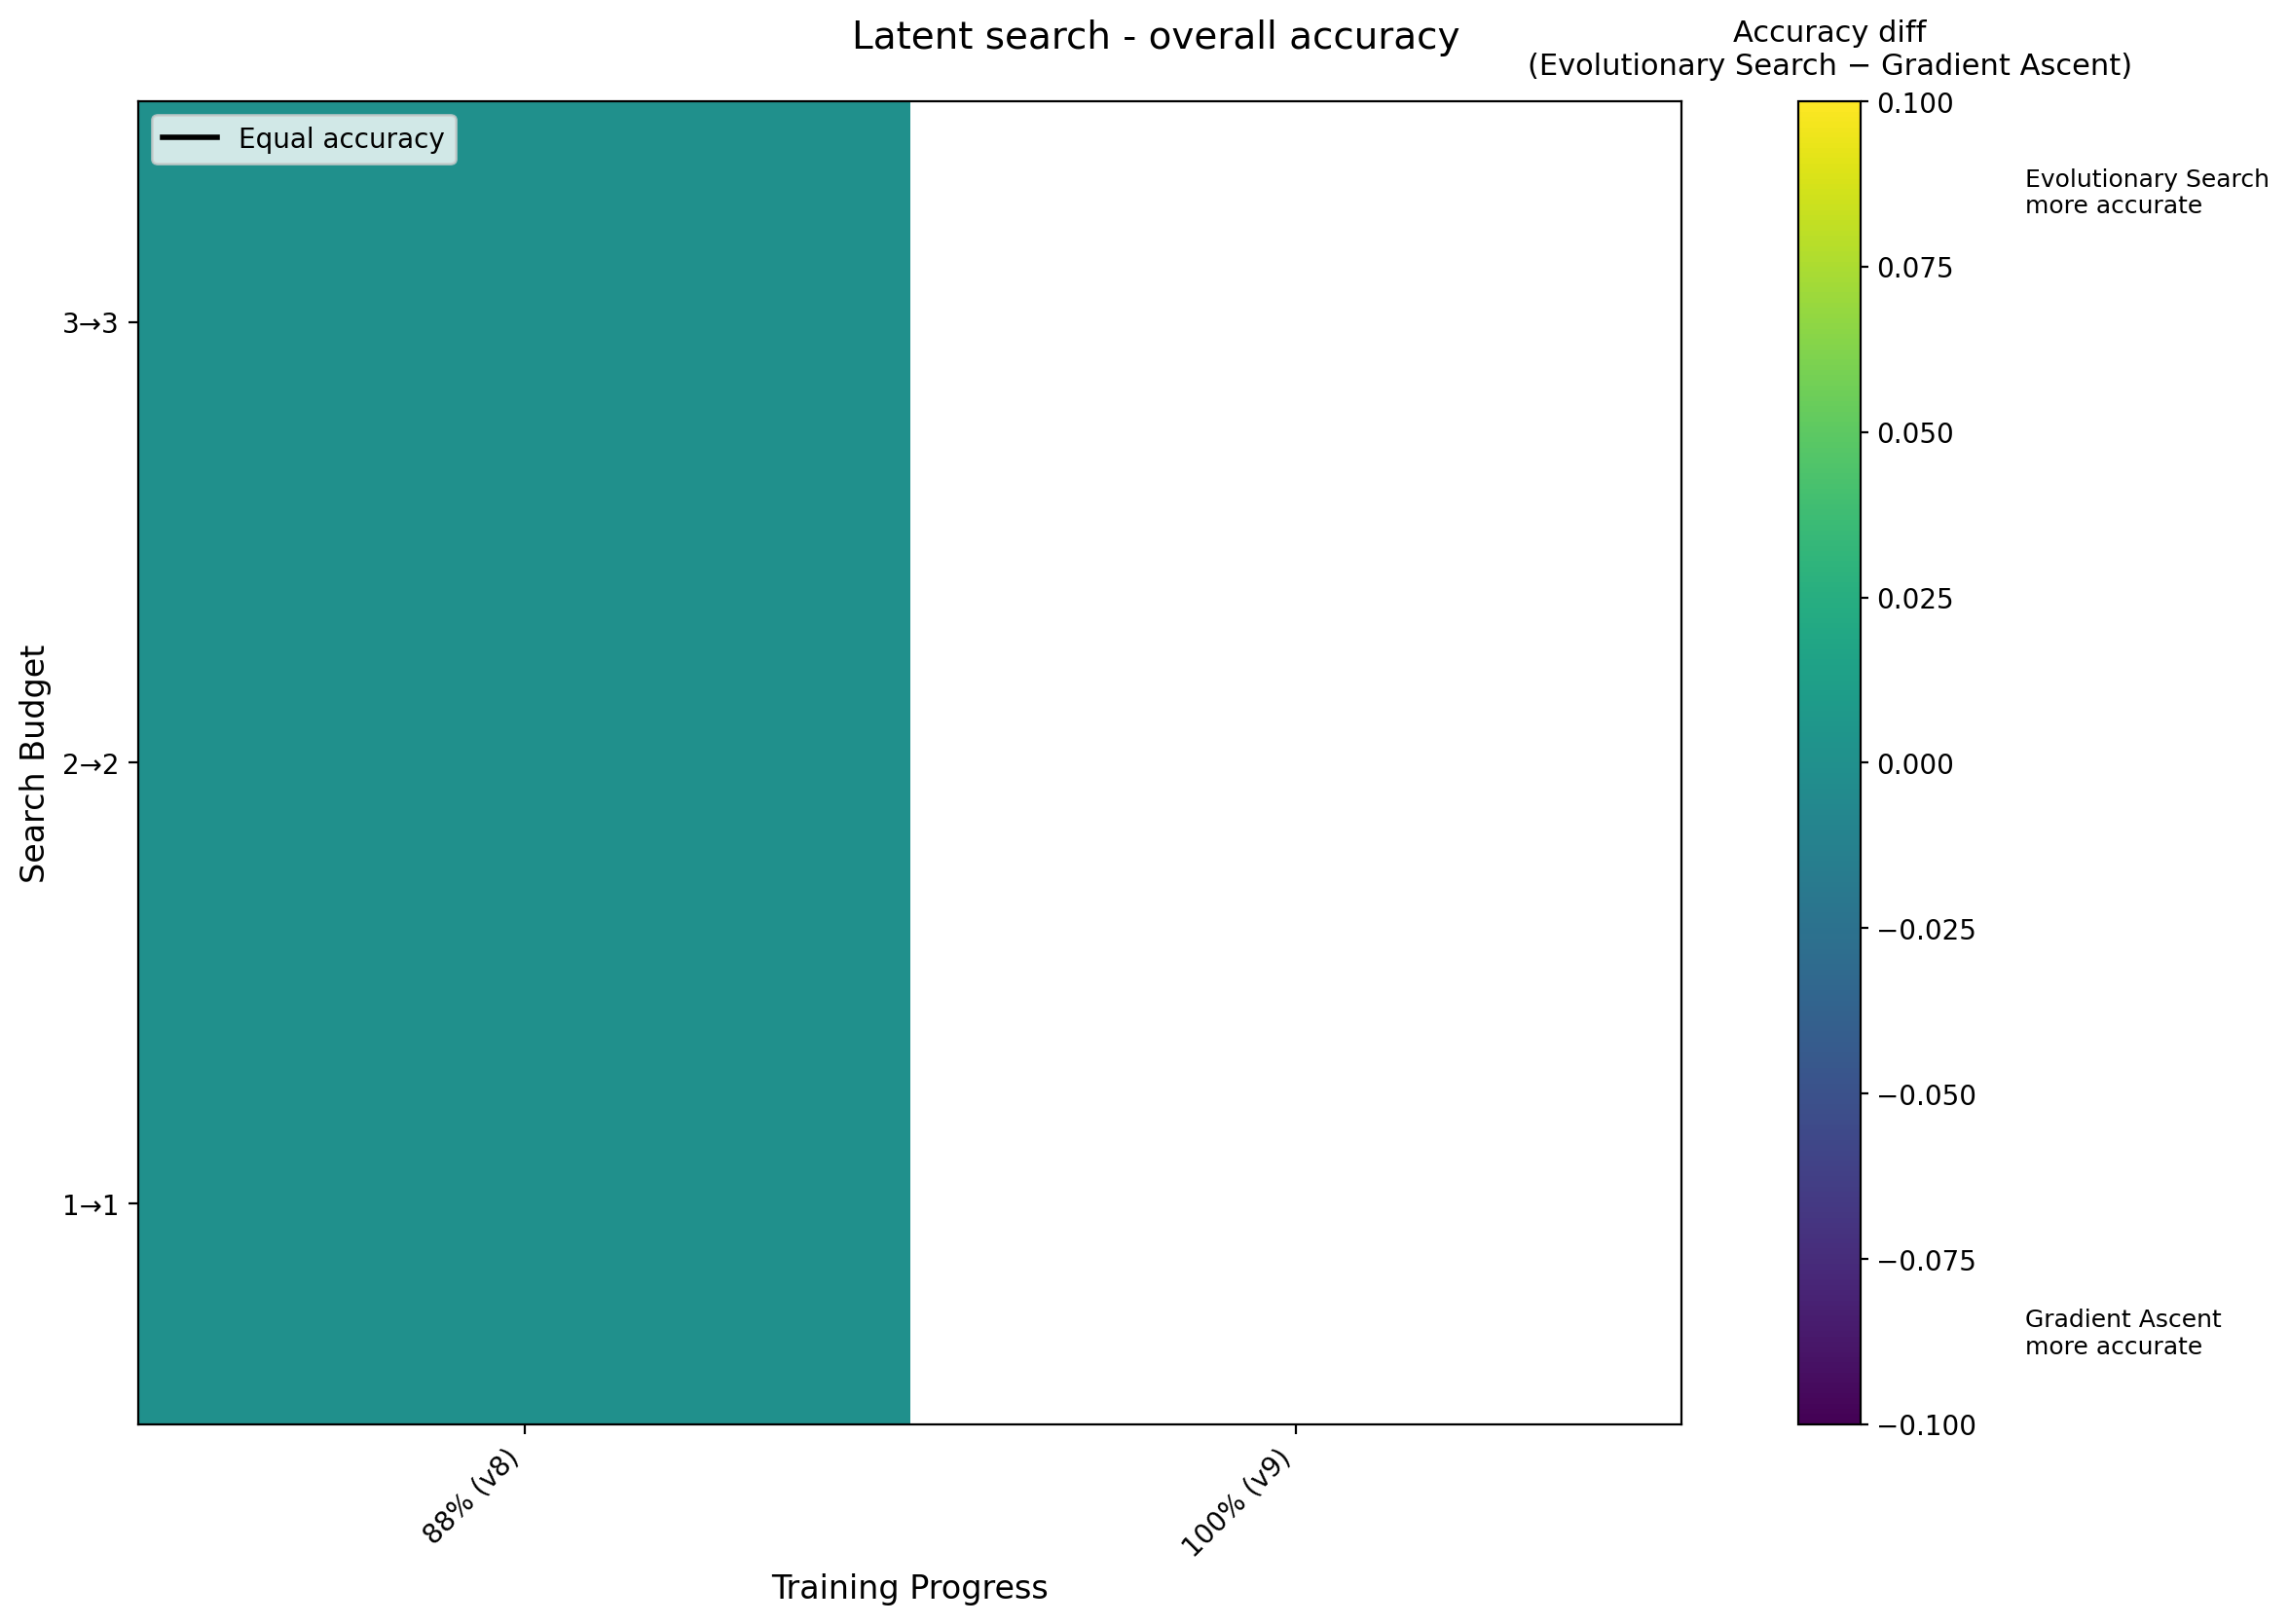 Latent search - overall accuracy
Accuracy diff
(Evolutionary Search − Gradient Ascent)
Equal accuracy
Search Budget
3→3
2→2
1→1
88% (v8)
100% (v9)
Training Progress
0.100
0.075
0.050
0.025
0.000
−0.025
−0.050
−0.075
−0.100
Evolutionary Search
more accurate
Gradient Ascent
more accurate